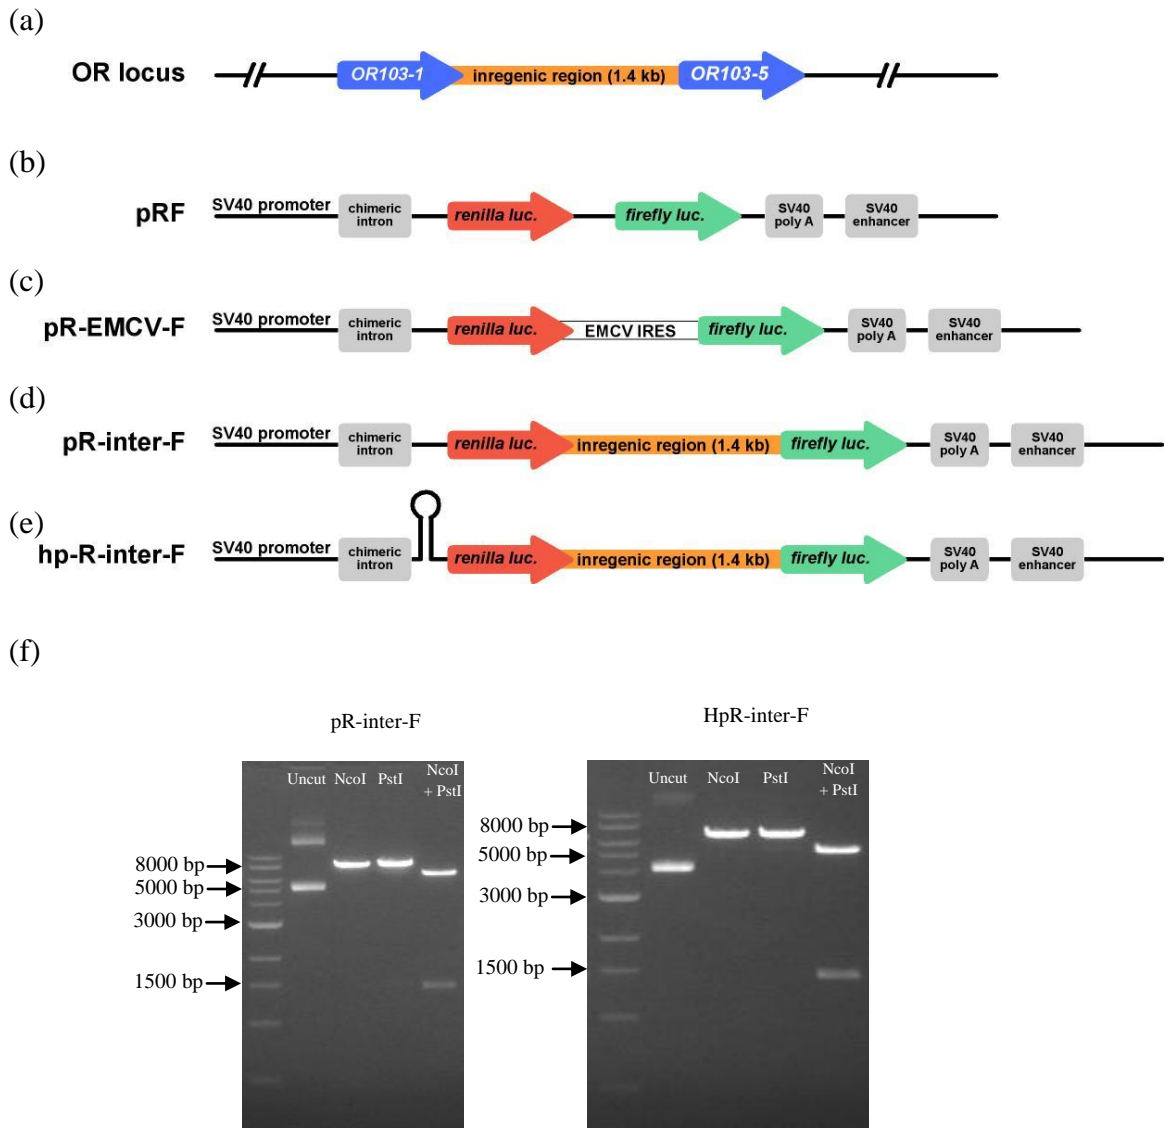 (a)
OR locus
OR103-1
inregenic region (1.4 kb)
OR103-5
(b)
pRF
SV40 promoter
chimeric
intron
renilla luc.
firefly luc.
SV40
poly A
SV40
enhancer
(c)
pR-EMCV-F
SV40 promoter
chimeric
intron
renilla luc.
EMCV IRES
firefly luc.
SV40
poly A
SV40
enhancer
(d)
pR-inter-F
SV40 promoter
chimeric
intron
renilla luc.
inregenic region (1.4 kb)
firefly luc.
SV40
poly A
SV40
enhancer
(e)
hp-R-inter-F
SV40 promoter
chimeric
intron
renilla luc.
inregenic region (1.4 kb)
firefly luc.
SV40
poly A
SV40
enhancer
(f)
pR-inter-F
Uncut NcoI PstI NcoI
+ PstI
8000 bp
5000 bp
3000 bp
1500 bp
HpR-inter-F
Uncut NcoI PstI NcoI
+ PstI
8000 bp
5000 bp
3000 bp
1500 bp